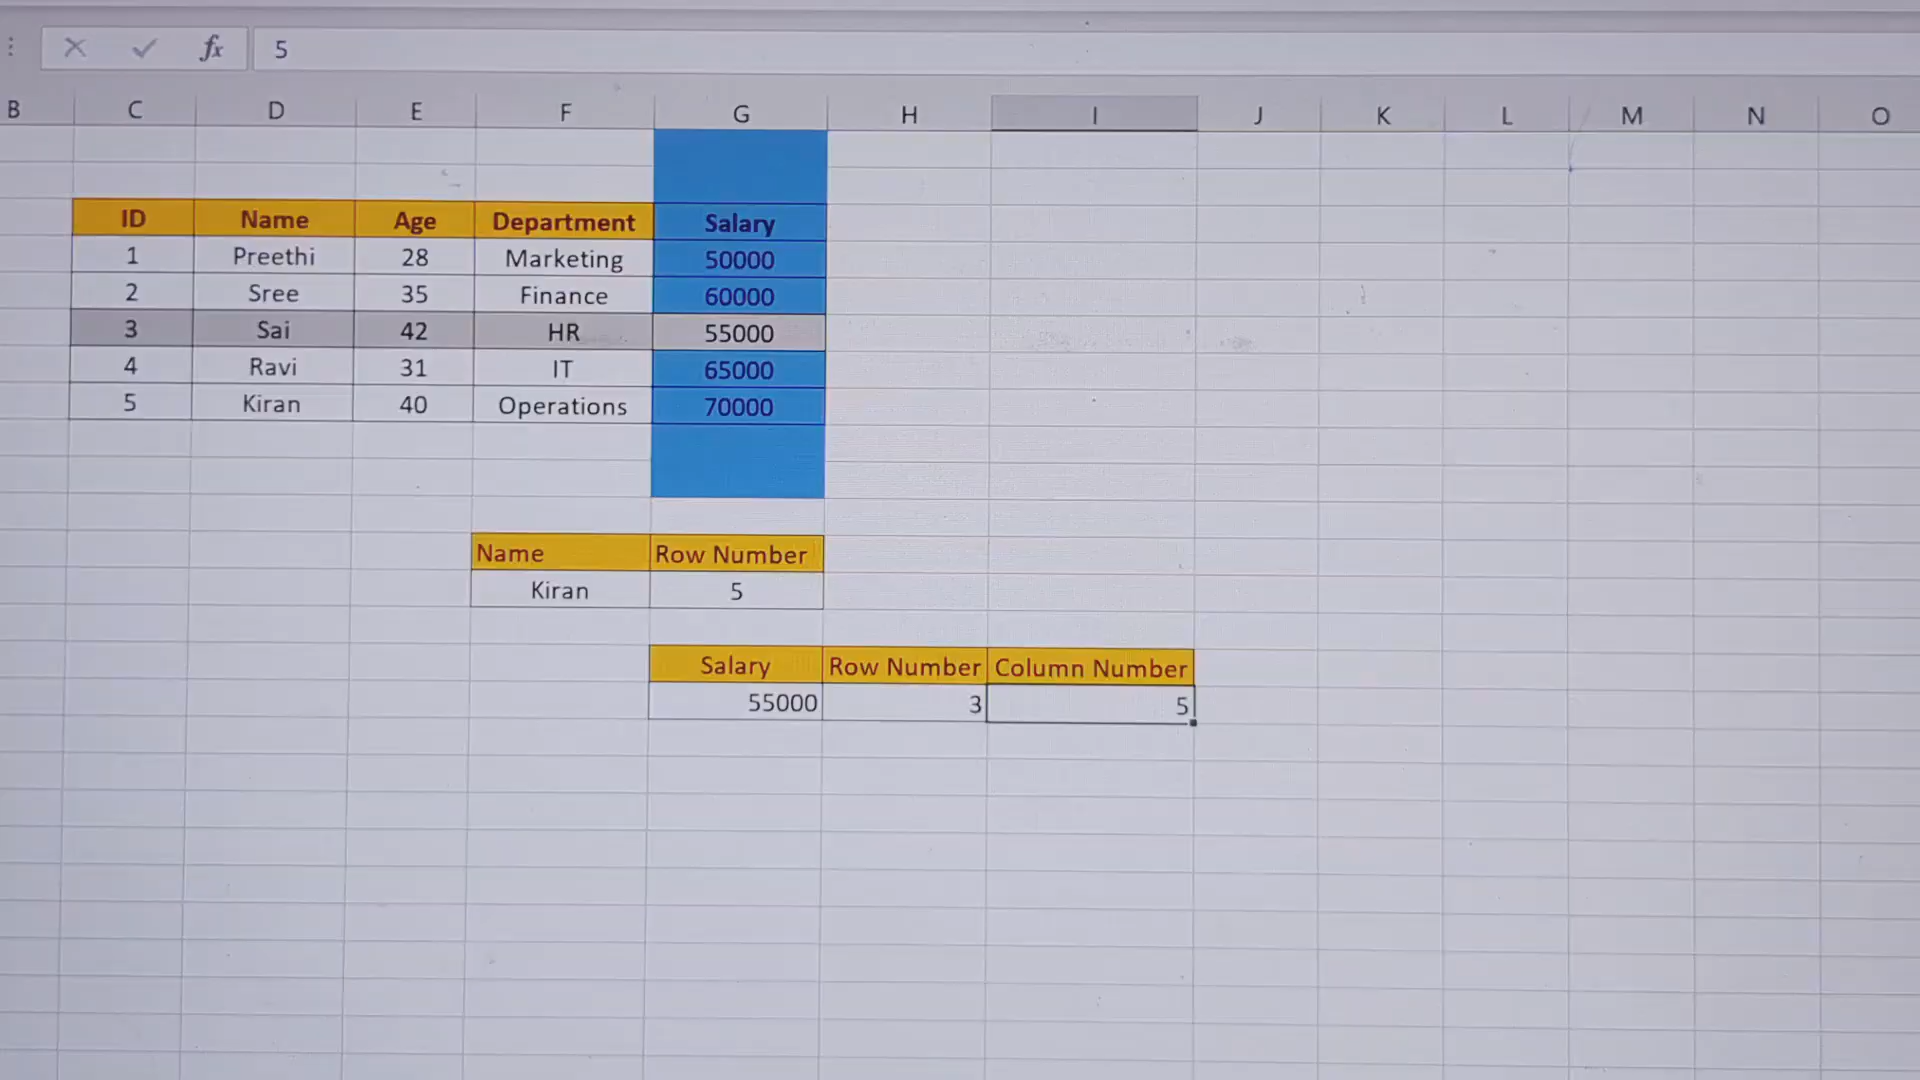 fx 5
B C D E F G H I J K L M N O
ID Name Age Department Salary
1 Preethi 28 Marketing 50000
2 Sree 35 Finance 60000
3 Sai 42 HR 55000
4 Ravi 31 IT 65000
5 Kiran 40 Operations 70000
Name Row Number
Kiran 5
Salary Row Number Column Number
55000 3 5